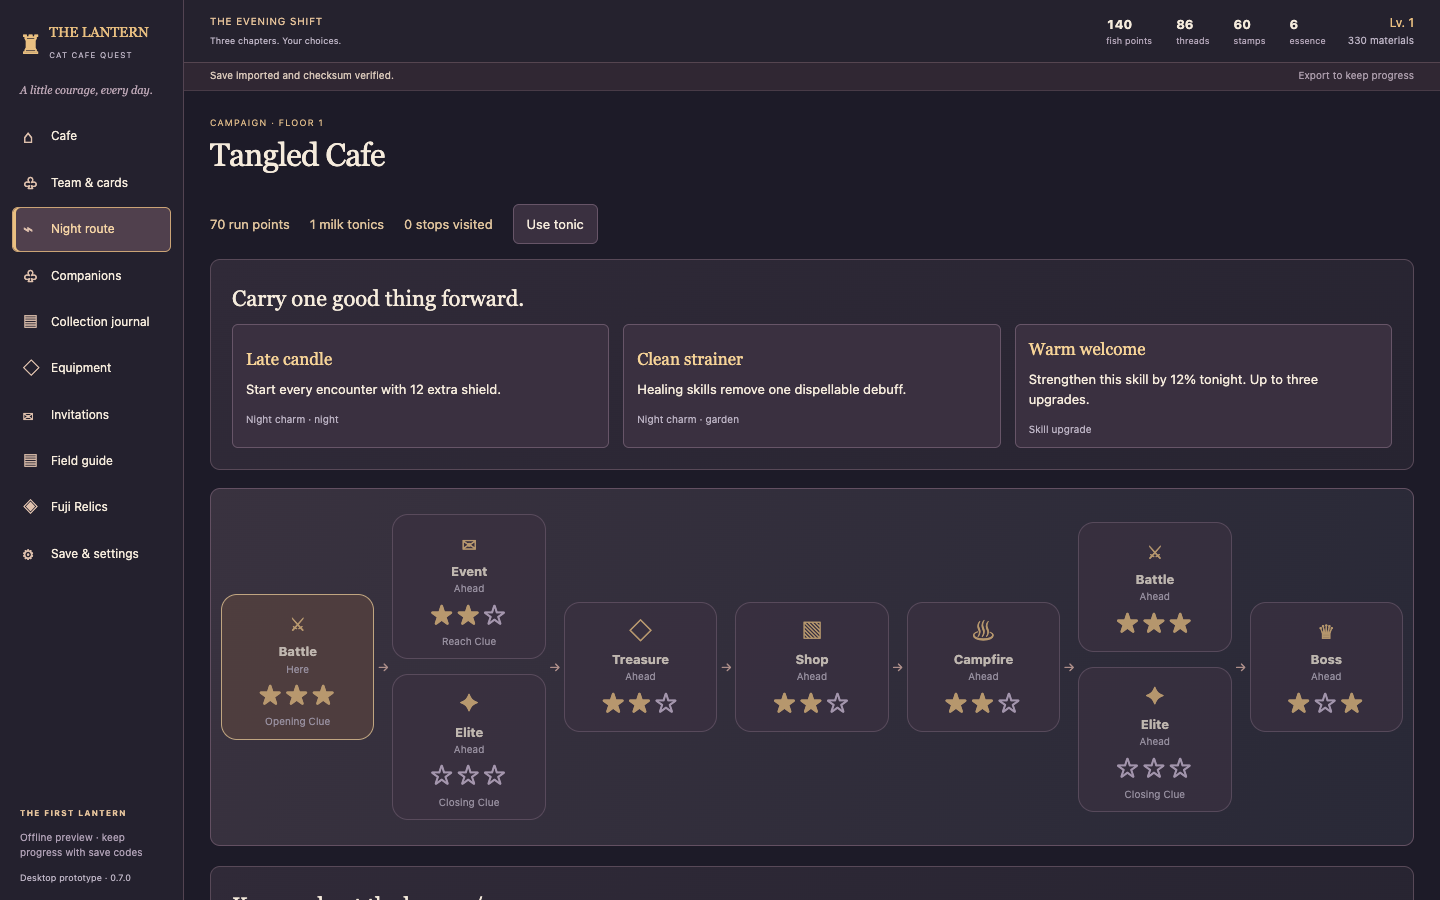 THE LANTERN
CAT CAFE QUEST
A little courage, every day.
Cafe
Team & cards
Night route
Companions
Collection journal
Equipment
Invitations
Field guide
Fuji Relics
Save & settings
THE FIRST LANTERN
Offline preview · keep
progress with save codes
Desktop prototype · 0.7.0
THE EVENING SHIFT
Three chapters. Your choices.
140
fish points
86
threads
60
stamps
6
essence
Lv. 1
330 materials
Save imported and checksum verified.
Export to keep progress
CAMPAIGN · FLOOR 1
Tangled Cafe
70 run points
1 milk tonics
0 stops visited
Use tonic
Carry one good thing forward.
Late candle
Start every encounter with 12 extra shield.
Night charm · night
Clean strainer
Healing skills remove one dispellable debuff.
Night charm · garden
Warm welcome
Strengthen this skill by 12% tonight. Up to three
upgrades.
Skill upgrade
Battle
Here
Opening Clue
Event
Ahead
Reach Clue
Elite
Ahead
Closing Clue
Treasure
Ahead
Shop
Ahead
Campfire
Ahead
Battle
Ahead
Elite
Ahead
Closing Clue
Boss
Ahead